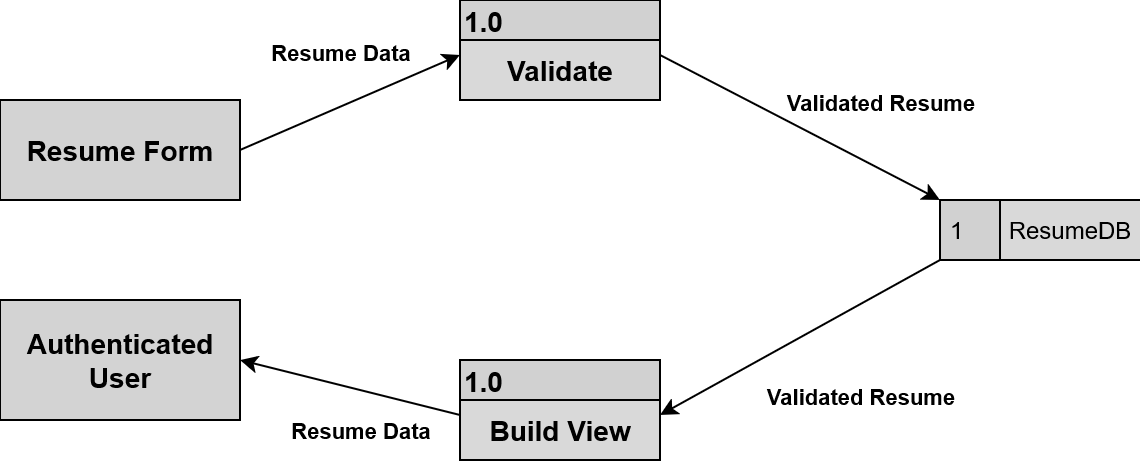 1.0
Resume Data
Validate
Validated Resume
Resume Form
1
ResumeDB
Authenticated
User
1.0
Validated Resume
Resume Data
Build View